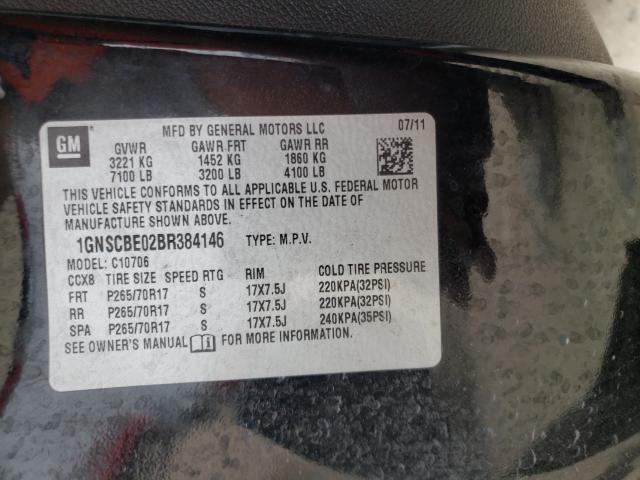 GM MFD BY GENERAL MOTORS LLC 07/11
GVWR GAWR FRT GAWR RR
3221 KG 1452 KG 1860 KG
7100 LB 3200 LB 4100 LB
THIS VEHICLE CONFORMS TO ALL APPLICABLE U.S. FEDERAL MOTOR
VEHICLE SAFETY STANDARDS IN EFFECT ON THE DATE OF
MANUFACTURE SHOWN ABOVE.
1GNSCBE02BR384146 TYPE: M.P.V.
MODEL: C10706
CCX8 TIRE SIZE SPEED RTG RIM COLD TIRE PRESSURE
FRT P265/70R17 S 17X7.5J 220KPA(32PSI)
RR P265/70R17 S 17X7.5J 220KPA(32PSI)
SPA P265/70R17 S 17X7.5J 240KPA(35PSI)
SEE OWNER'S MANUAL FOR MORE INFORMATION.